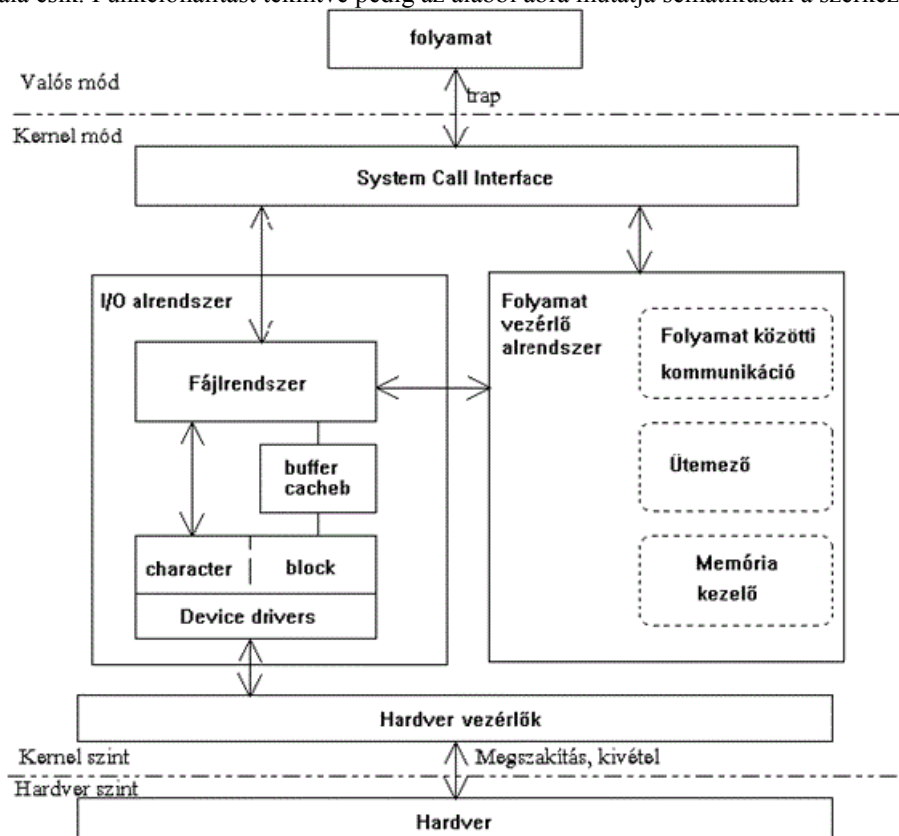 ala esik. Funkcionalitást tekintve pedig az alábbi ábra mutatja sematikusan a szerkez
folyamat
Valós mód
trap
Kernel mód
System Call Interface
I/O alrendszer
Folyamat
vezérlő
alrendszer
Folyamat közötti
kommunikáció
Fájlrendszer
Ütemező
buffer
cacheb
character
block
Memória
kezelő
Device drivers
Hardver vezérlők
Kernel szint
Megszakítás, kivétel
Hardver szint
Hardver